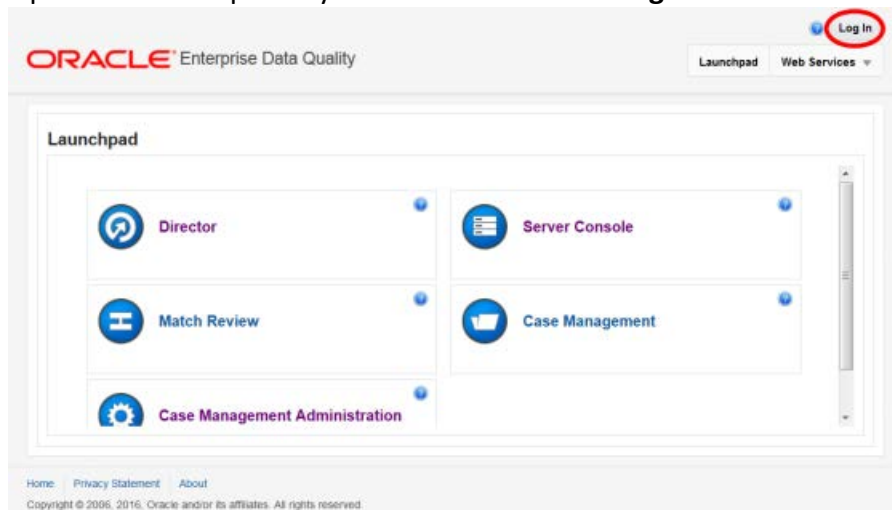 Log In
ORACLE Enterprise Data Quality
Launchpad Web Services
Launchpad
Director Server Console
Match Review Case Management
Case Management Administration
Home Privacy Statement About
Copyright © 2006, 2016, Oracle and/or its affiliates. All rights reserved.